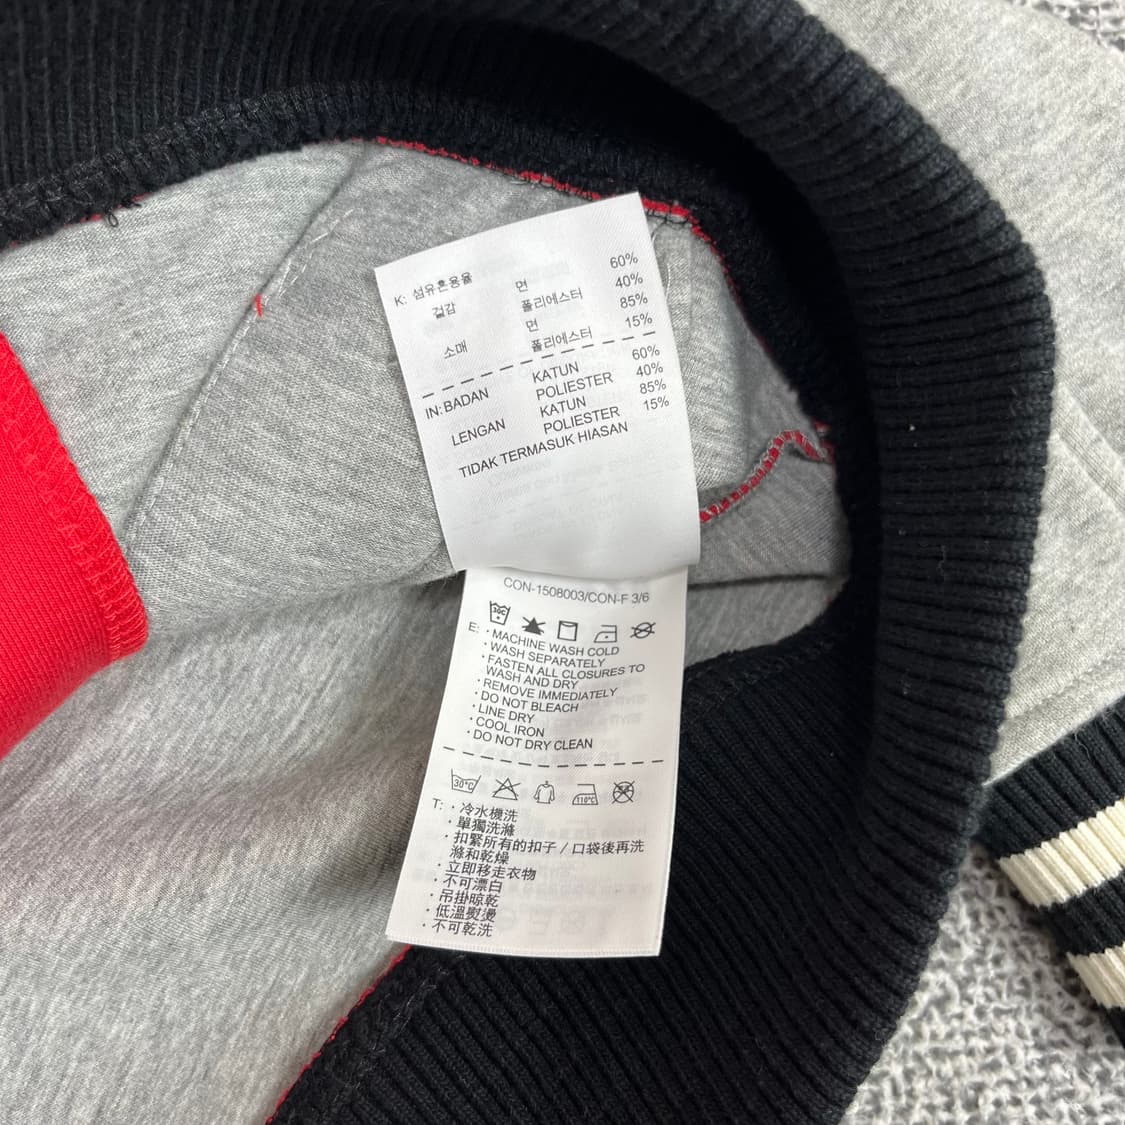 K: 섬유혼용율
겉감 면 60%
폴리에스터 40%
소매 면 85%
폴리에스터 15%
IN: BADAN KATUN 60%
POLIESTER 40%
LENGAN KATUN 85%
POLIESTER 15%
TIDAK TERMASUK HIASAN
CON-1508003/CON-F 3/6
30C
E: · MACHINE WASH COLD
· WASH SEPARATELY
· FASTEN ALL CLOSURES TO
WASH AND DRY
· REMOVE IMMEDIATELY
· DO NOT BLEACH
· LINE DRY
· COOL IRON
· DO NOT DRY CLEAN
30°C
110°C
T: · 冷水機洗
· 單獨洗滌
· 扣緊所有的扣子 / 口袋後再洗
滌和乾燥
· 立即移走衣物
· 不可漂白
· 吊掛晾乾
· 低溫熨燙
· 不可乾洗